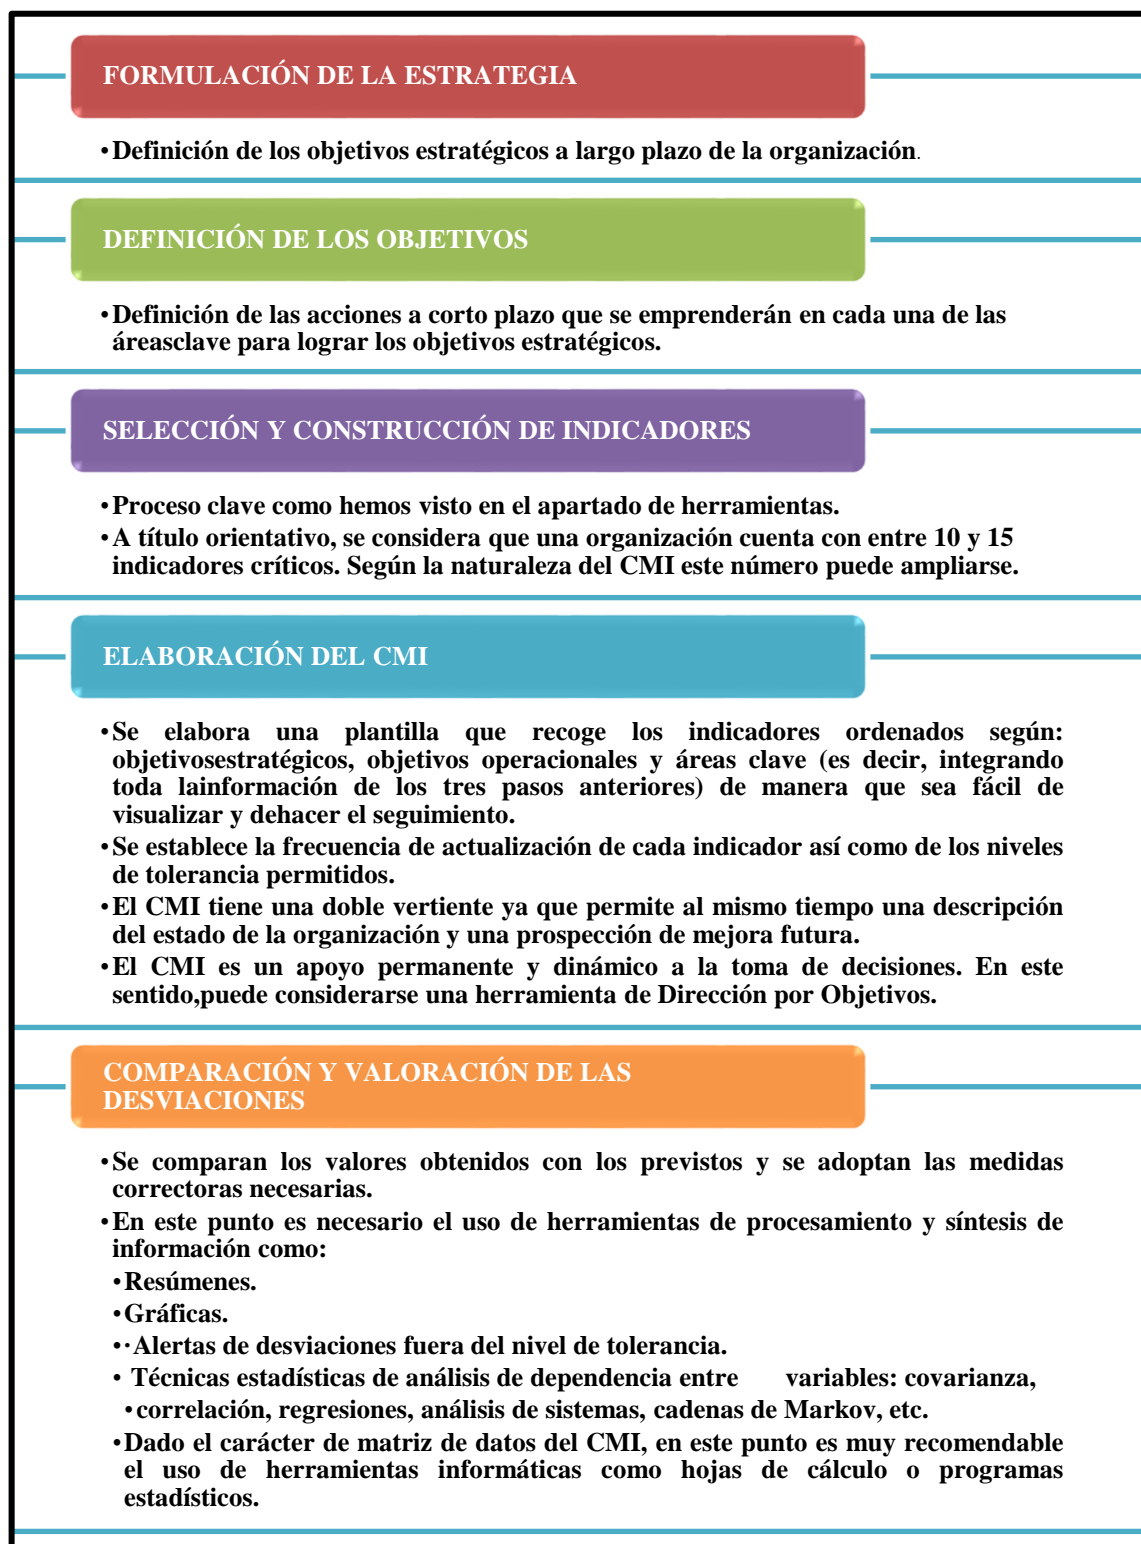 FORMULACIÓN DE LA ESTRATEGIA
•Definición de los objetivos estratégicos a largo plazo de la organización.
DEFINICIÓN DE LOS OBJETIVOS
•Definición de las acciones a corto plazo que se emprenderán en cada una de las
áreasclave para lograr los objetivos estratégicos.
SELECCIÓN Y CONSTRUCCIÓN DE INDICADORES
•Proceso clave como hemos visto en el apartado de herramientas.
•A título orientativo, se considera que una organización cuenta con entre 10 y 15
indicadores críticos. Según la naturaleza del CMI este número puede ampliarse.
ELABORACIÓN DEL CMI
•Se elabora una plantilla que recoge los indicadores ordenados según:
objetivosestratégicos, objetivos operacionales y áreas clave (es decir, integrando
toda lainformación de los tres pasos anteriores) de manera que sea fácil de
visualizar y dehacer el seguimiento.
•Se establece la frecuencia de actualización de cada indicador así como de los niveles
de tolerancia permitidos.
•El CMI tiene una doble vertiente ya que permite al mismo tiempo una descripción
del estado de la organización y una prospección de mejora futura.
•El CMI es un apoyo permanente y dinámico a la toma de decisiones. En este
sentido,puede considerarse una herramienta de Dirección por Objetivos.
COMPARACIÓN Y VALORACIÓN DE LAS
DESVIACIONES
•Se comparan los valores obtenidos con los previstos y se adoptan las medidas
correctoras necesarias.
•En este punto es necesario el uso de herramientas de procesamiento y síntesis de
información como:
•Resúmenes.
•Gráficas.
•·Alertas de desviaciones fuera del nivel de tolerancia.
• Técnicas estadísticas de análisis de dependencia entre variables: covarianza,
•correlación, regresiones, análisis de sistemas, cadenas de Markov, etc.
•Dado el carácter de matriz de datos del CMI, en este punto es muy recomendable
el uso de herramientas informáticas como hojas de cálculo o programas
estadísticos.